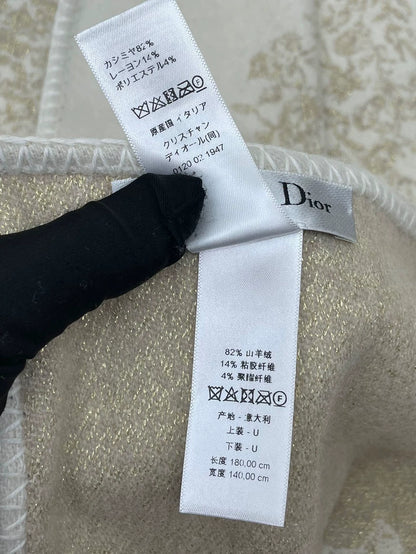 カシミヤ82%
レーヨン14%
ポリエステル4%
原産国 イタリア
クリスチャン
ディオール(同)
0120 02 1947
Dior
82% 山羊绒
14% 粘胶纤维
4% 聚酯纤维
产地 - 意大利
上装 - U
下装 - U
长度 180,00 cm
宽度 140,00 cm